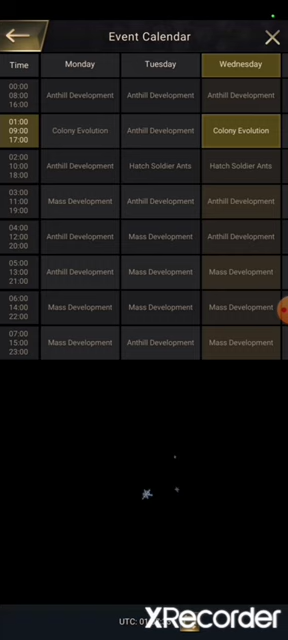 Event Calendar
Time Monday Tuesday Wednesday
00:00
08:00 Anthill Development Anthill Development Anthill Development
16:00
01:00
09:00 Colony Evolution Anthill Development Colony Evolution
17:00
02:00
10:00 Anthill Development Hatch Soldier Ants Hatch Soldier Ants
18:00
03:00
11:00 Mass Development Anthill Development Anthill Development
19:00
04:00
12:00 Anthill Development Mass Development Anthill Development
20:00
05:00
13:00 Anthill Development Mass Development Mass Development
21:00
06:00
14:00 Mass Development Mass Development Mass Development
22:00
07:00
15:00 Mass Development Anthill Development Mass Development
23:00
UTC:
XRecorder